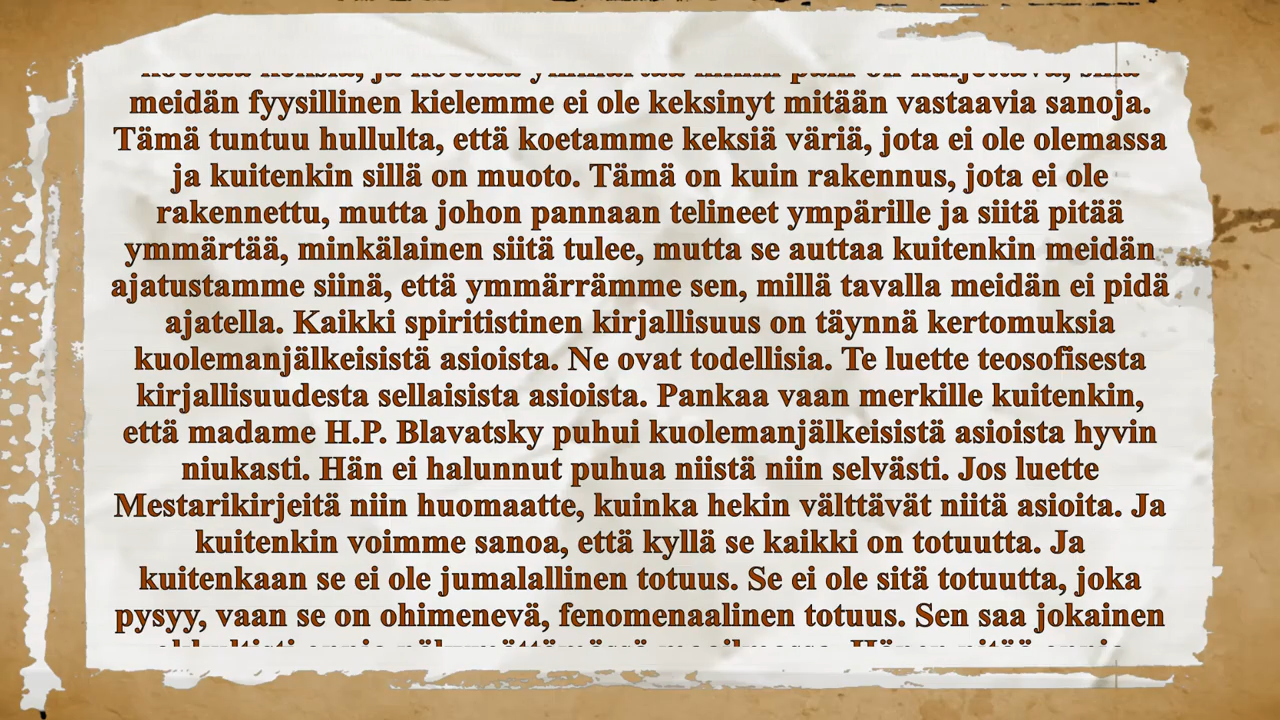 meidän fyysillinen kielemme ei ole keksinyt mitään vastaavia sanoja.
Tämä tuntuu hullulta, että koetamme keksiä väriä, jota ei ole olemassa
ja kuitenkin sillä on muoto. Tämä on kuin rakennus, jota ei ole
rakennettu, mutta johon pannaan telineet ympärille ja siitä pitää
ymmärtää, minkälainen siitä tulee, mutta se auttaa kuitenkin meidän
ajatustamme siinä, että ymmärrämme sen, millä tavalla meidän ei pidä
ajatella. Kaikki spiritistinen kirjallisuus on täynnä kertomuksia
kuolemanjälkeisistä asioista. Ne ovat todellisia. Te luette teosofisesta
kirjallisuudesta sellaisista asioista. Pankaa vaan merkille kuitenkin,
että madame H.P. Blavatsky puhui kuolemanjälkeisistä asioista hyvin
niukasti. Hän ei halunnut puhua niistä niin selvästi. Jos luette
Mestarikirjeitä niin huomaatte, kuinka hekin välttävät niitä asioita. Ja
kuitenkin voimme sanoa, että kyllä se kaikki on totuutta. Ja
kuitenkaan se ei ole jumalallinen totuus. Se ei ole sitä totuutta, joka
pysyy, vaan se on ohimenevä, fenomenaalinen totuus. Sen saa jokainen